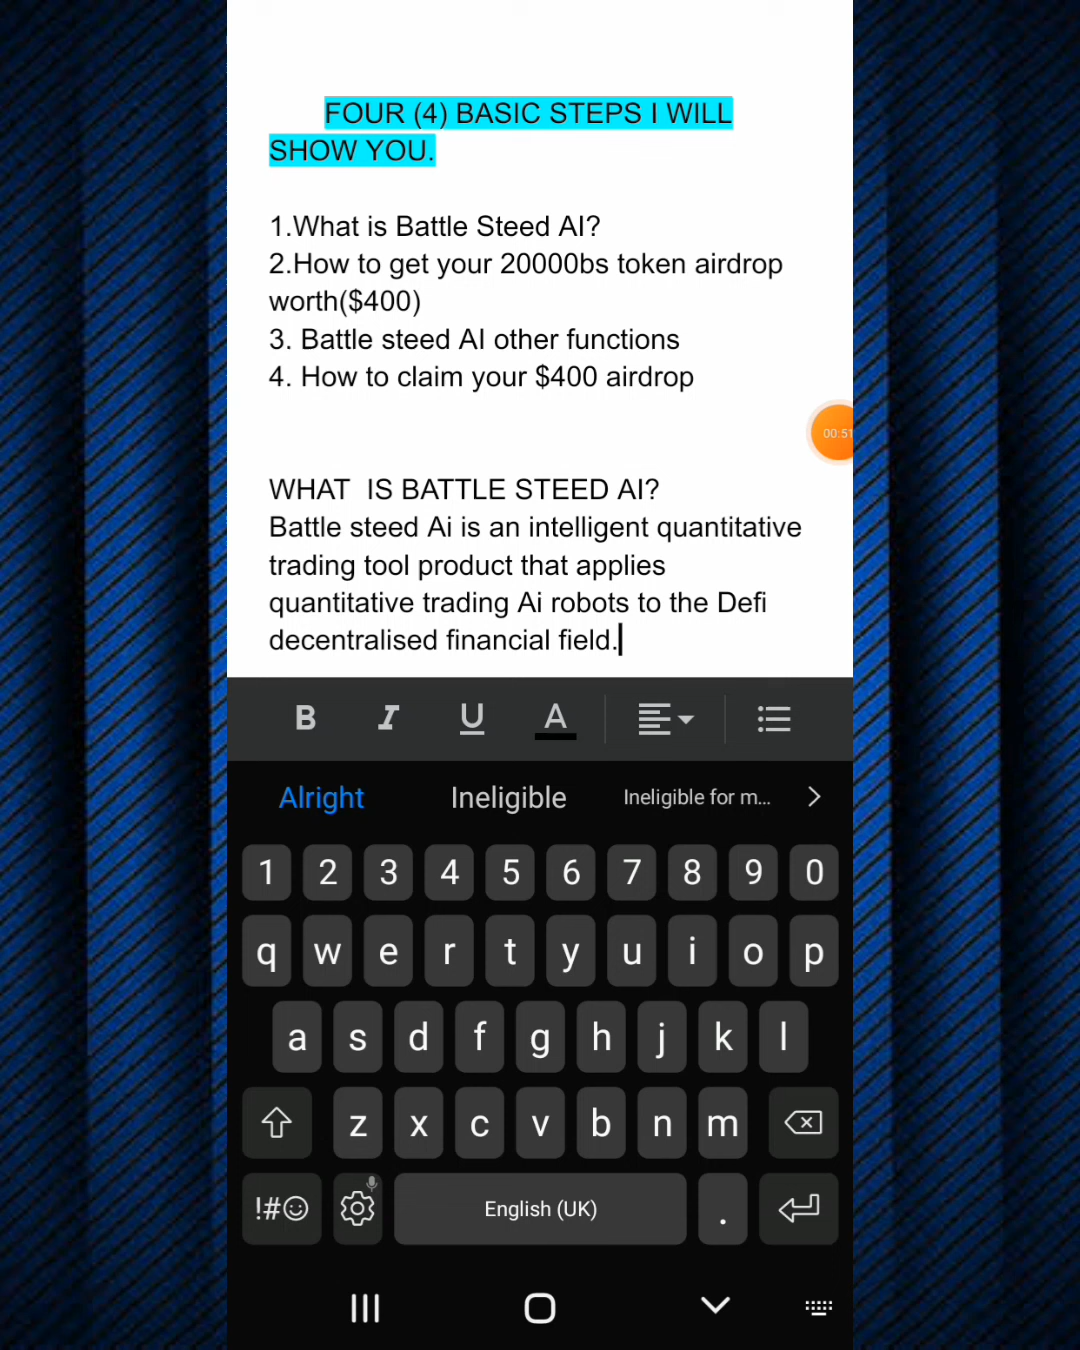 FOUR (4) BASIC STEPS I WILL
SHOW YOU.
1.What is Battle Steed AI?
2.How to get your 20000bs token airdrop
worth($400)
3. Battle steed AI other functions
4. How to claim your $400 airdrop
00:51
WHAT  IS BATTLE STEED AI?
Battle steed Ai is an intelligent quantitative
trading tool product that applies
quantitative trading Ai robots to the Defi
decentralised financial field.
B I U A
Alright Ineligible Ineligible for m...
1 2 3 4 5 6 7 8 9 0
q w e r t y u i o p
a s d f g h j k l
z x c v b n m
!#☺ English (UK) .